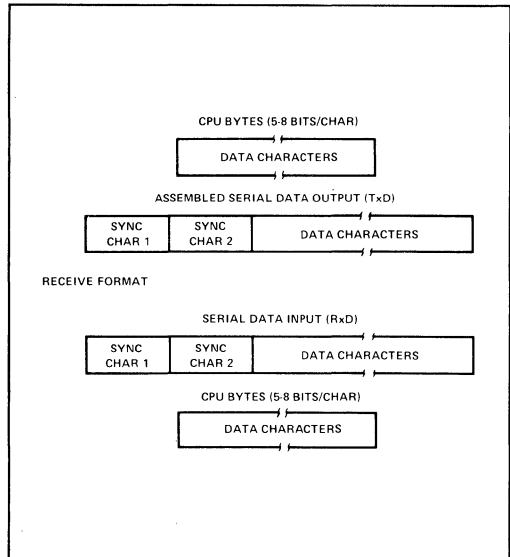 CPU BYTES (5-8 BITS/CHAR)
DATA CHARACTERS
ASSEMBLED SERIAL DATA OUTPUT (TxD)
SYNC CHAR 1 SYNC CHAR 2 DATA CHARACTERS
RECEIVE FORMAT
SERIAL DATA INPUT (RxD)
SYNC CHAR 1 SYNC CHAR 2 DATA CHARACTERS
CPU BYTES (5-8 BITS/CHAR)
DATA CHARACTERS